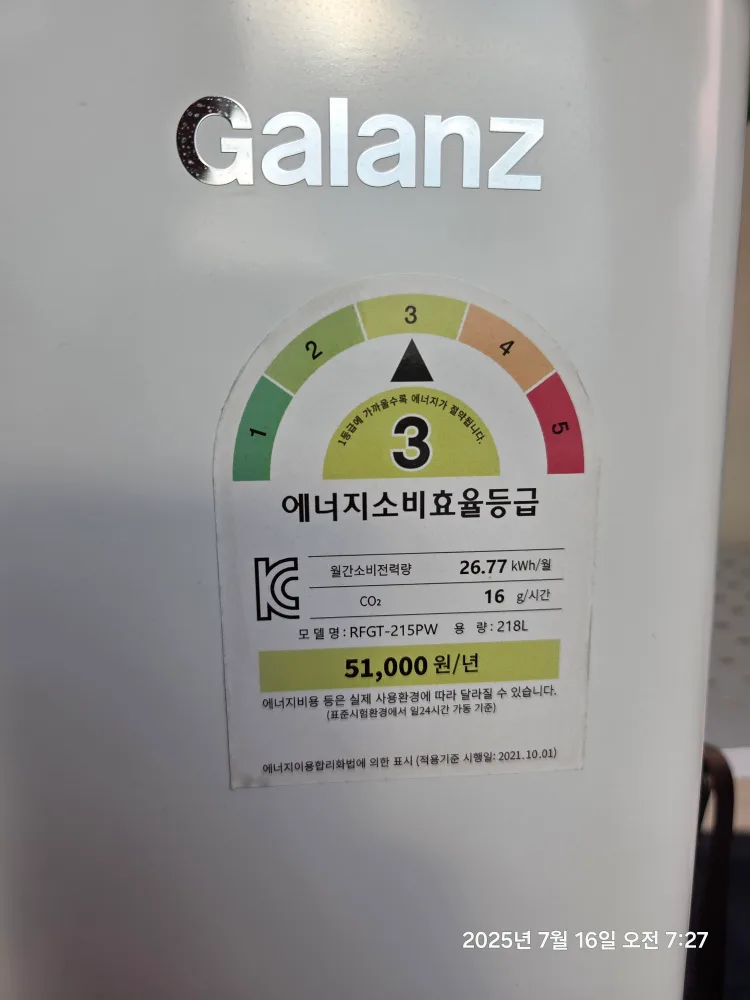 Galanz
1
2
3
4
5
1등급에 가까울수록 에너지가 절약됩니다.
3
에너지소비효율등급
월간소비전력량 26.77 kWh/월
CO₂ 16 g/시간
모 델 명 : RFGT-215PW 용 량 : 218L
51,000 원/년
에너지비용 등은 실제 사용환경에 따라 달라질 수 있습니다.
(표준시험환경에서 일24시간 가동 기준)
에너지이용합리화법에 의한 표시 (적용기준 시행일: 2021.10.01)
2025년 7월 16일 오전 7:27